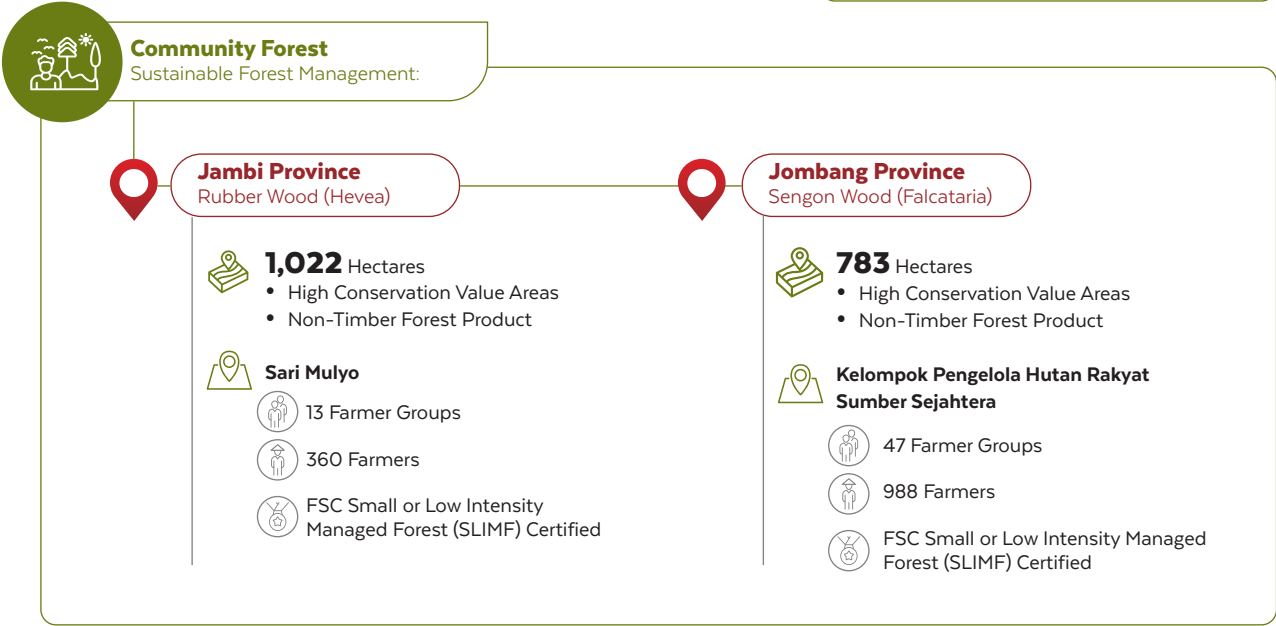 Community Forest
Sustainable Forest Management:
Jambi Province
Rubber Wood (Hevea)
1,022 Hectares
• High Conservation Value Areas
• Non-Timber Forest Product
Sari Mulyo
13 Farmer Groups
360 Farmers
FSC Small or Low Intensity
Managed Forest (SLIMF) Certified
Jombang Province
Sengon Wood (Falcataria)
783 Hectares
• High Conservation Value Areas
• Non-Timber Forest Product
Kelompok Pengelola Hutan Rakyat
Sumber Sejahtera
47 Farmer Groups
988 Farmers
FSC Small or Low Intensity Managed
Forest (SLIMF) Certified